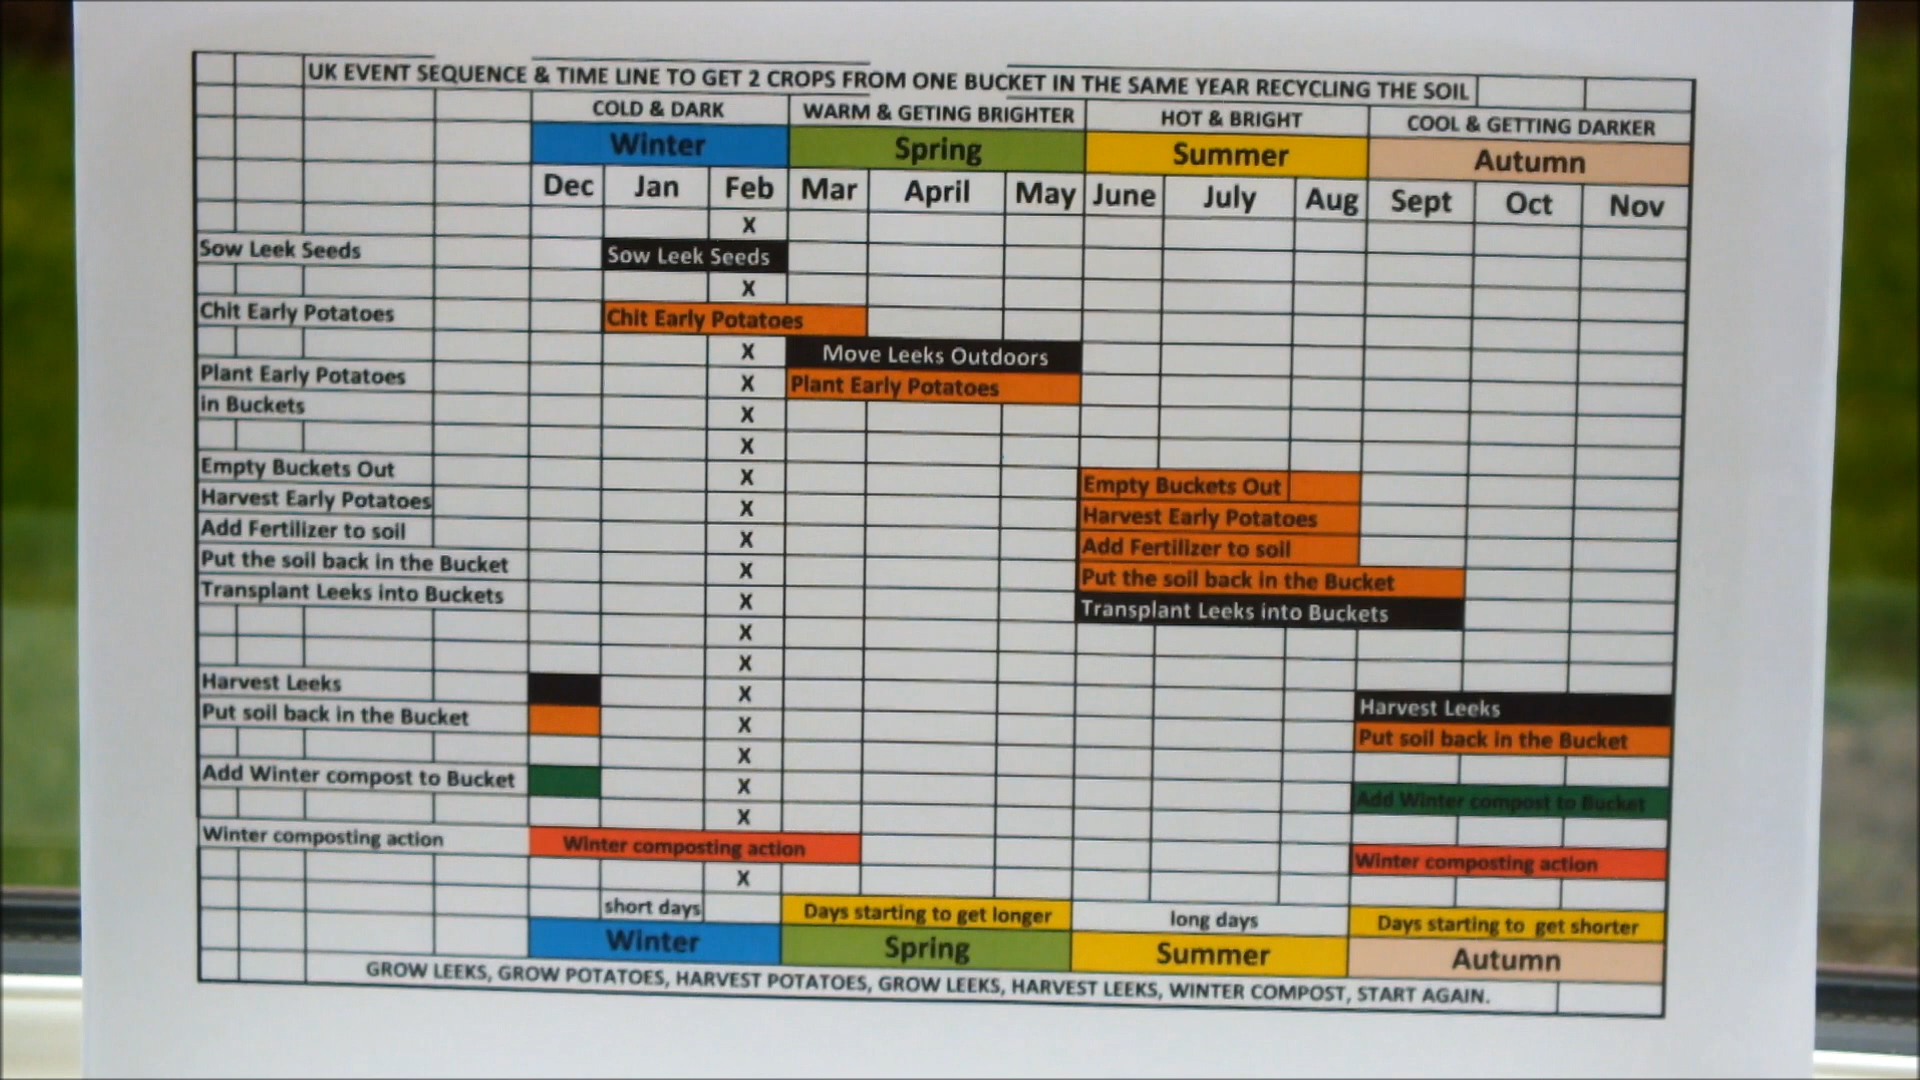 UK EVENT SEQUENCE & TIME LINE TO GET 2 CROPS FROM ONE BUCKET IN THE SAME YEAR RECYCLING THE SOIL
COLD & DARK WARM & GETING BRIGHTER HOT & BRIGHT COOL & GETTING DARKER
Winter Spring Summer Autumn
Dec Jan Feb Mar April May June July Aug Sept Oct Nov
X
Sow Leek Seeds Sow Leek Seeds
X
Chit Early Potatoes Chit Early Potatoes
X Move Leeks Outdoors
Plant Early Potatoes X Plant Early Potatoes
in Buckets X
X
Empty Buckets Out X Empty Buckets Out
Harvest Early Potatoes X Harvest Early Potatoes
Add Fertilizer to soil X Add Fertilizer to soil
Put the soil back in the Bucket X Put the soil back in the Bucket
Transplant Leeks into Buckets X Transplant Leeks into Buckets
X
X
Harvest Leeks X Harvest Leeks
Put soil back in the Bucket X Put soil back in the Bucket
X
Add Winter compost to Bucket X Add Winter compost to Bucket
X
Winter composting action Winter composting action Winter composting action
X
short days Days starting to get longer long days Days starting to get shorter
Winter Spring Summer Autumn
GROW LEEKS, GROW POTATOES, HARVEST POTATOES, GROW LEEKS, HARVEST LEEKS, WINTER COMPOST, START AGAIN.